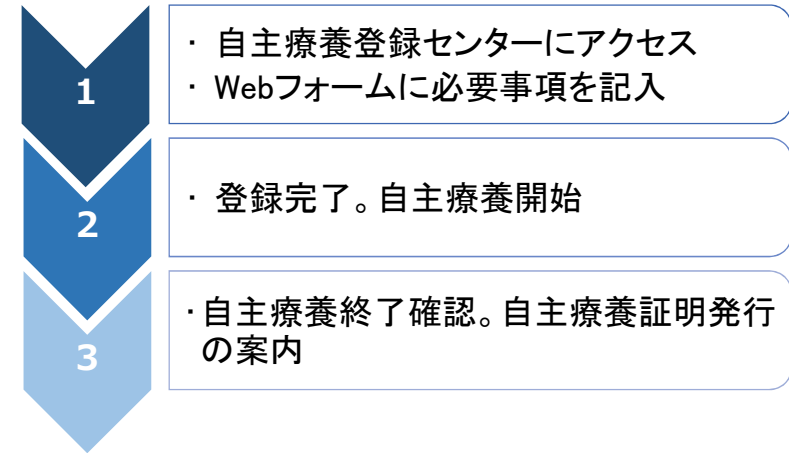 1
・ 自主療養登録センターにアクセス
・ Webフォームに必要事項を記入
2
・ 登録完了。自主療養開始
3
・自主療養終了確認。自主療養証明発行
の案内